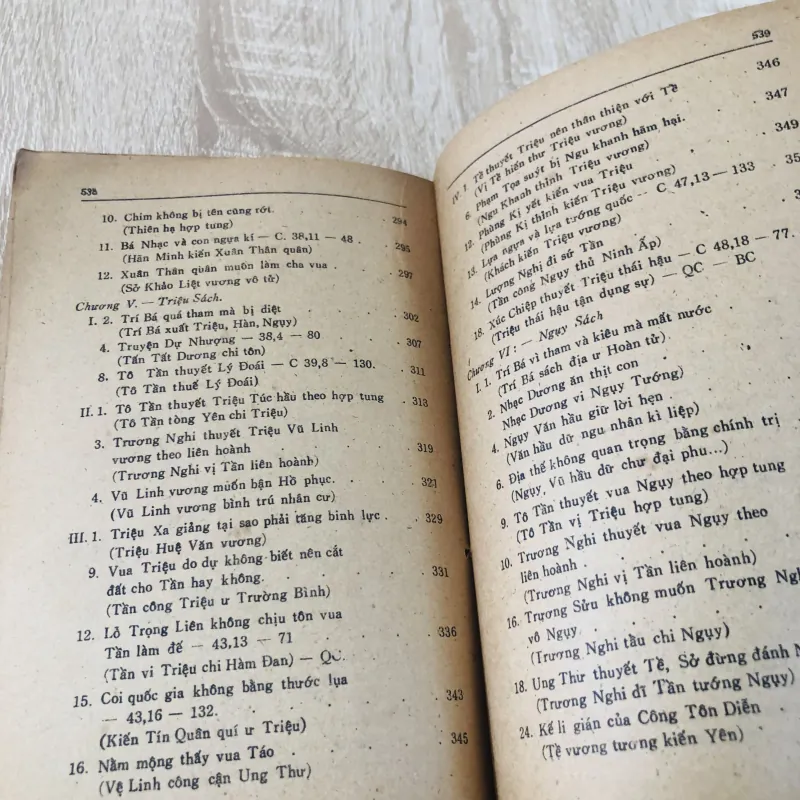 538
10. Chim không bị tên cũng rớt. 294
(Thiên hạ hợp tung)
11. Bá Nhạc và con ngựa kí — C. 38,11 — 48 . 295
(Hãn Minh kiến Xuân Thân quân)
12. Xuân Thân quân muốn làm cha vua . 297
(Sở Khảo Liệt vương vô tử)
Chương V. — Triệu Sách.
I. 2. Trí Bá quá tham mà bị diệt 302
(Trí Bá xuất Triệu, Hàn, Ngụy)
4. Truyện Dự Nhượng — 38,4 — 80 307
(Tấn Tất Dương chi tôn)
8. Tô Tần thuyết Lý Đoái — C 39,8 — 130. 311
(Tô Tần thuế Lý Đoái)
II. 1. Tô Tần thuyết Triệu Túc hầu theo hợp tung 313
(Tô Tần tòng Yên chi Triệu)
3. Trương Nghi thuyết Triệu Vũ Linh
vương theo liên hoành 319
(Trương Nghi vị Tần liên hoành)
4. Vũ Linh vương muốn bận Hồ phục. 321
(Vũ Linh vương bình trú nhân cư)
III. 1. Triệu Xa giảng tại sao phải tăng binh lực . 329
(Triệu Huệ Văn vương)
9. Vua Triệu do dự không biết nên cắt
đất cho Tần hay không. 331
(Tần công Triệu ư Trường Bình)
12. Lỗ Trọng Liên không chịu tôn vua
Tần làm đế — 43,13 — 71 336
(Tần vi Triệu chi Hàm Đan) — QC.
15. Coi quốc gia không bằng thước lụa
— 43,16 — 132. 343
(Kiến Tín Quân quí ư Triệu)
16. Nằm mộng thấy vua Táo 345
(Vệ Linh công cận Ung Thư)
539
IV. 1. Tề thuyết Triệu nên thân thiện với Tề 346
(Vị Tề hiến thư Triệu vương)
6. Phạm Tọa suýt bị Ngu khanh hãm hại. 347
(Ngu Khanh thỉnh Triệu vương)
12. Phùng Kị yết kiến vua Triệu 349
(Phùng Kị thỉnh kiến Triệu vương)
13. Lựa ngựa và lựa tướng quốc — C 47,13 — 133 35
(Khách kiến Triệu vương)
14. Lượng Nghị đi sứ Tần
(Tần công Ngụy thủ Ninh Ấp)
18. Xúc Chiệp thuyết Triệu thái hậu — C 48,18 — 77.
(Triệu thái hậu tận dụng sự) — QC — BC
Chương VI : — Ngụy Sách
I. 1. Trí Bá vì tham và kiêu mà mất nước
(Trí Bá sách địa ư Hoàn tử)
2. Nhạc Dương ăn thịt con
Nhạc Dương vi Ngụy Tướng)
4. Ngụy Văn hầu giữ lời hẹn
(Văn hầu dữ ngu nhân kì liệp)
6. Địa thế không quan trọng bằng chính trị
(Ngụy, Vũ hầu dữ chư đại phu...)
9. Tô Tần thuyết vua Ngụy theo hợp tung
(Tô Tần vị Triệu hợp tung)
10. Trương Nghi thuyết vua Ngụy theo
liên hoành
(Trương Nghi vị Tần liên hoành)
16. Trương Sửu không muốn Trương Ngh
vô Ngụy
(Trương Nghi tẩu chi Ngụy)
18. Ung Thư thuyết Tề, Sở đừng đánh N
(Trương Nghi dĩ Tần tướng Ngụy)
24. Kế li gián của Công Tôn Diễn
(Tề vương tương kiến Yên)